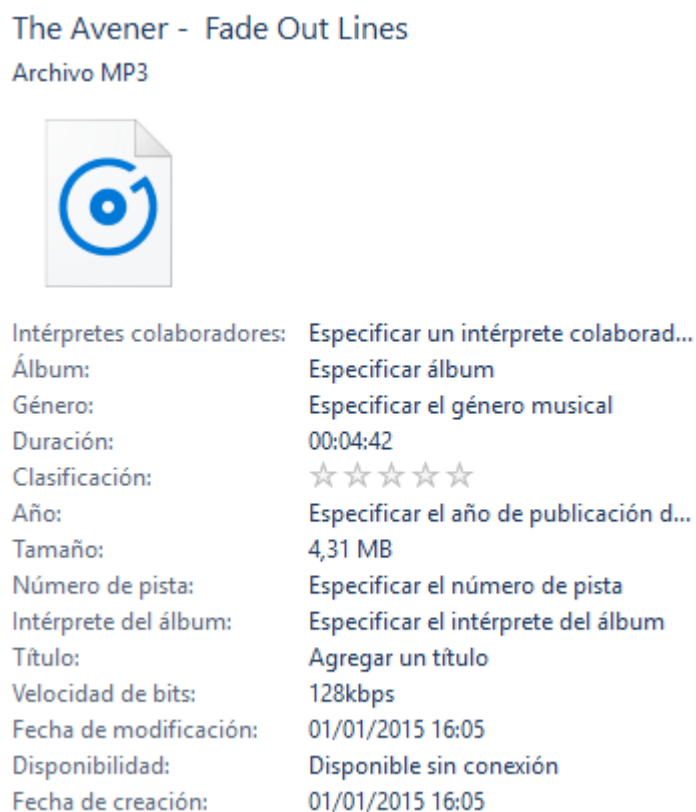 The Avener -  Fade Out Lines
Archivo MP3
Intérpretes colaboradores: Especificar un intérprete colaborad...
Álbum: Especificar álbum
Género: Especificar el género musical
Duración: 00:04:42
Clasificación:
Año: Especificar el año de publicación d...
Tamaño: 4,31 MB
Número de pista: Especificar el número de pista
Intérprete del álbum: Especificar el intérprete del álbum
Título: Agregar un título
Velocidad de bits: 128kbps
Fecha de modificación: 01/01/2015 16:05
Disponibilidad: Disponible sin conexión
Fecha de creación: 01/01/2015 16:05